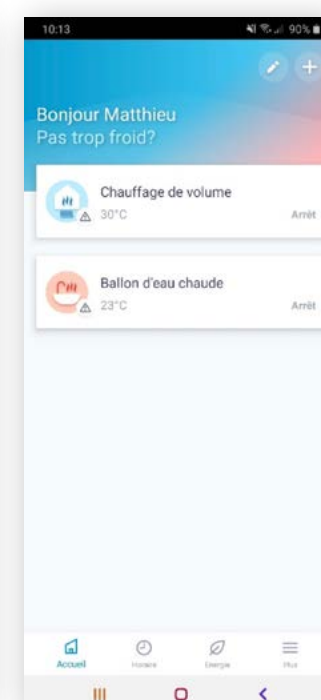 10:13
90%
Bonjour Matthieu
Pas trop froid?
Chauffage de volume
30°C
Arrêt
Ballon d'eau chaude
23°C
Arrêt
Accueil
Horaire
Energie
Plus